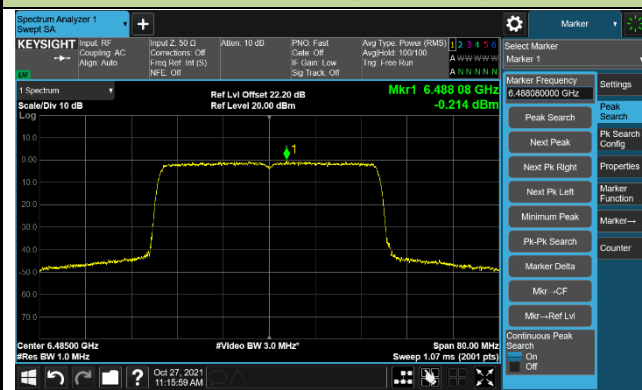 Spectrum Analyzer 1
Swept SA
Marker
KEYSIGHT
Input: RF
Coupling: AC
Align: Auto
Input Z: 50 Ω
Corrections: Off
Freq Ref: Int (S)
NFE: Off
Atten: 10 dB
PNO: Fast
Gate: Off
IF Gain: Low
Sig Track: Off
Avg Type: Power (RMS)
Avg|Hold: 100/100
Trig: Free Run
1 2 3 4 5 6
A W W W W W
A N N N N N
Select Marker
Marker 1
LXI
1 Spectrum
Scale/Div 10 dB
Log
Ref Lvl Offset 22.20 dB
Ref Level 20.00 dBm
Mkr1 6.488 08 GHz
-0.214 dBm
1
10.0
0.00
10.0
20.0
30.0
40.0
50.0
60.0
70.0
Center 6.48500 GHz
#Res BW 1.0 MHz
#Video BW 3.0 MHz*
Span 80.00 MHz
Sweep 1.07 ms (2001 pts)
Marker Frequency
6.488080000 GHz
Peak Search
Next Peak
Next Pk Right
Next Pk Left
Minimum Peak
Pk-Pk Search
Marker Delta
Mkr→CF
Mkr→Ref Lvl
Continuous Peak
Search
On
Off
Settings
Peak
Search
Pk Search
Config
Properties
Marker
Function
Marker→
Counter
?
Oct 27, 2021
11:15:59 AM